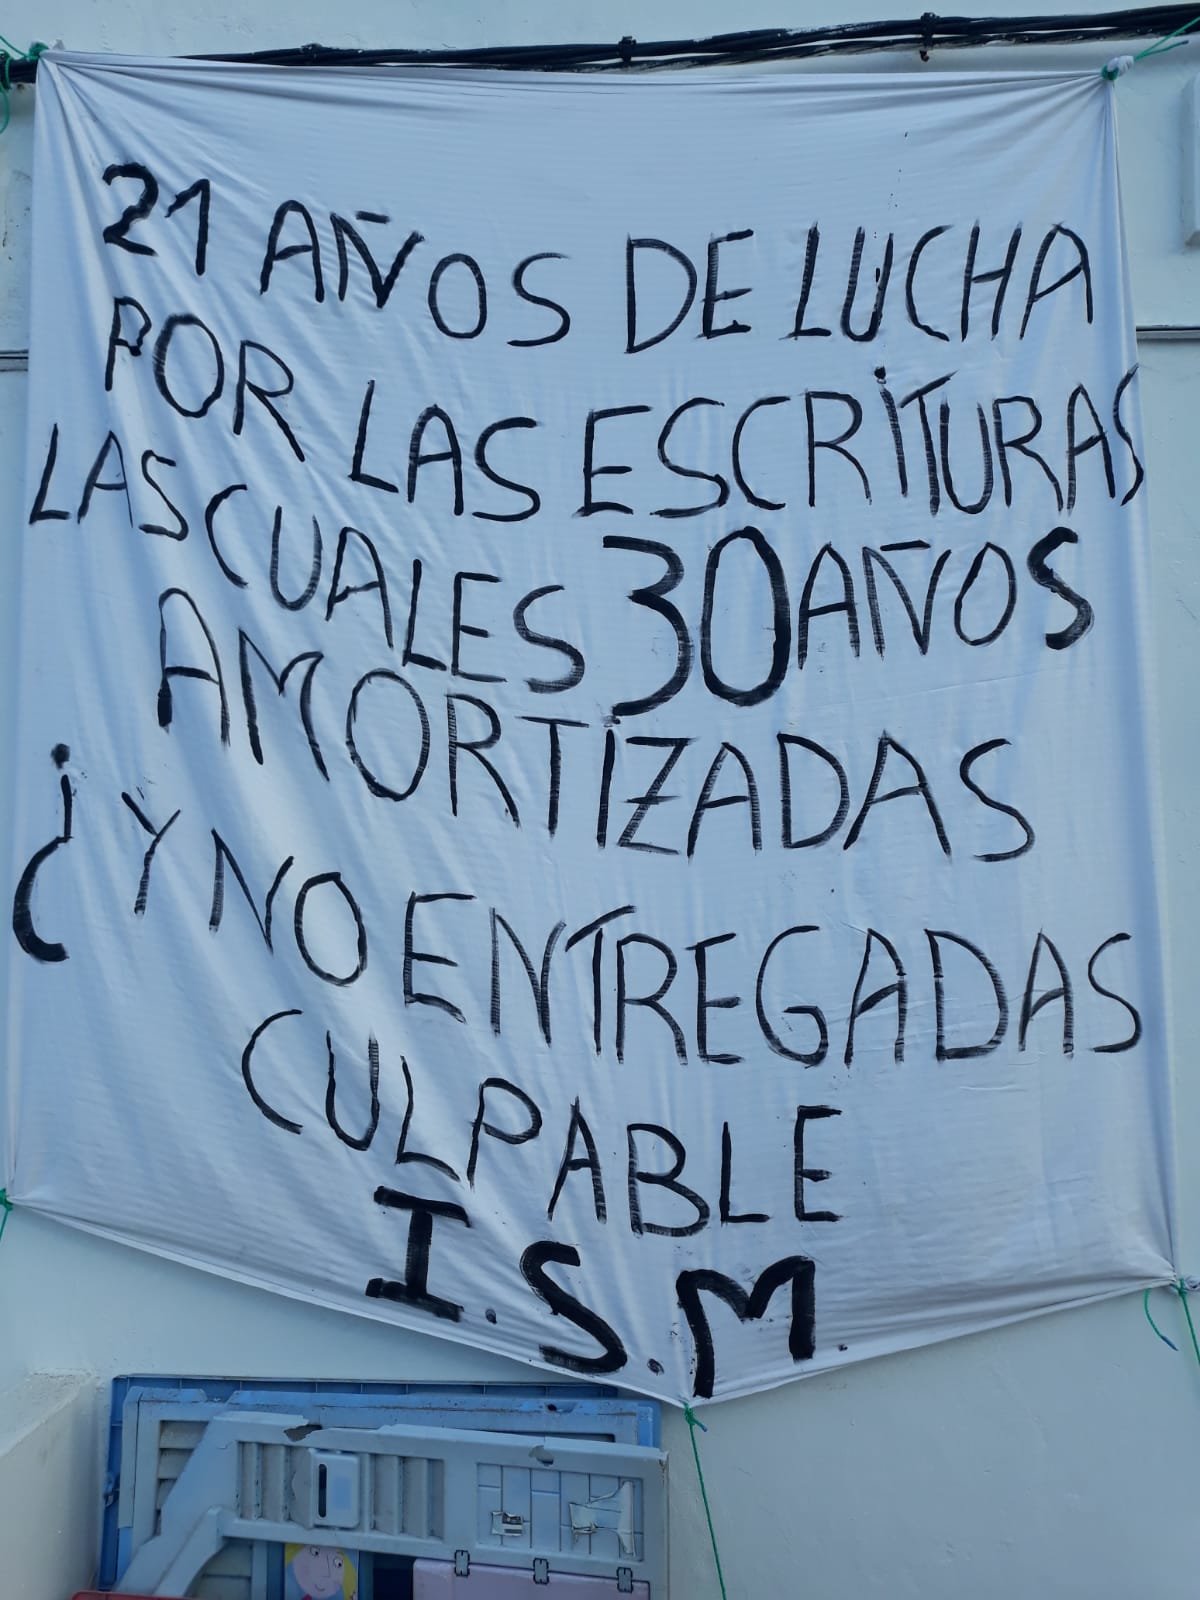 21 AÑOS DE LUCHA
POR LAS ESCRITURAS
LAS CUALES 30 AÑOS
AMORTIZADAS
¿Y NO ENTREGADAS
CULPABLE
I.S.M.